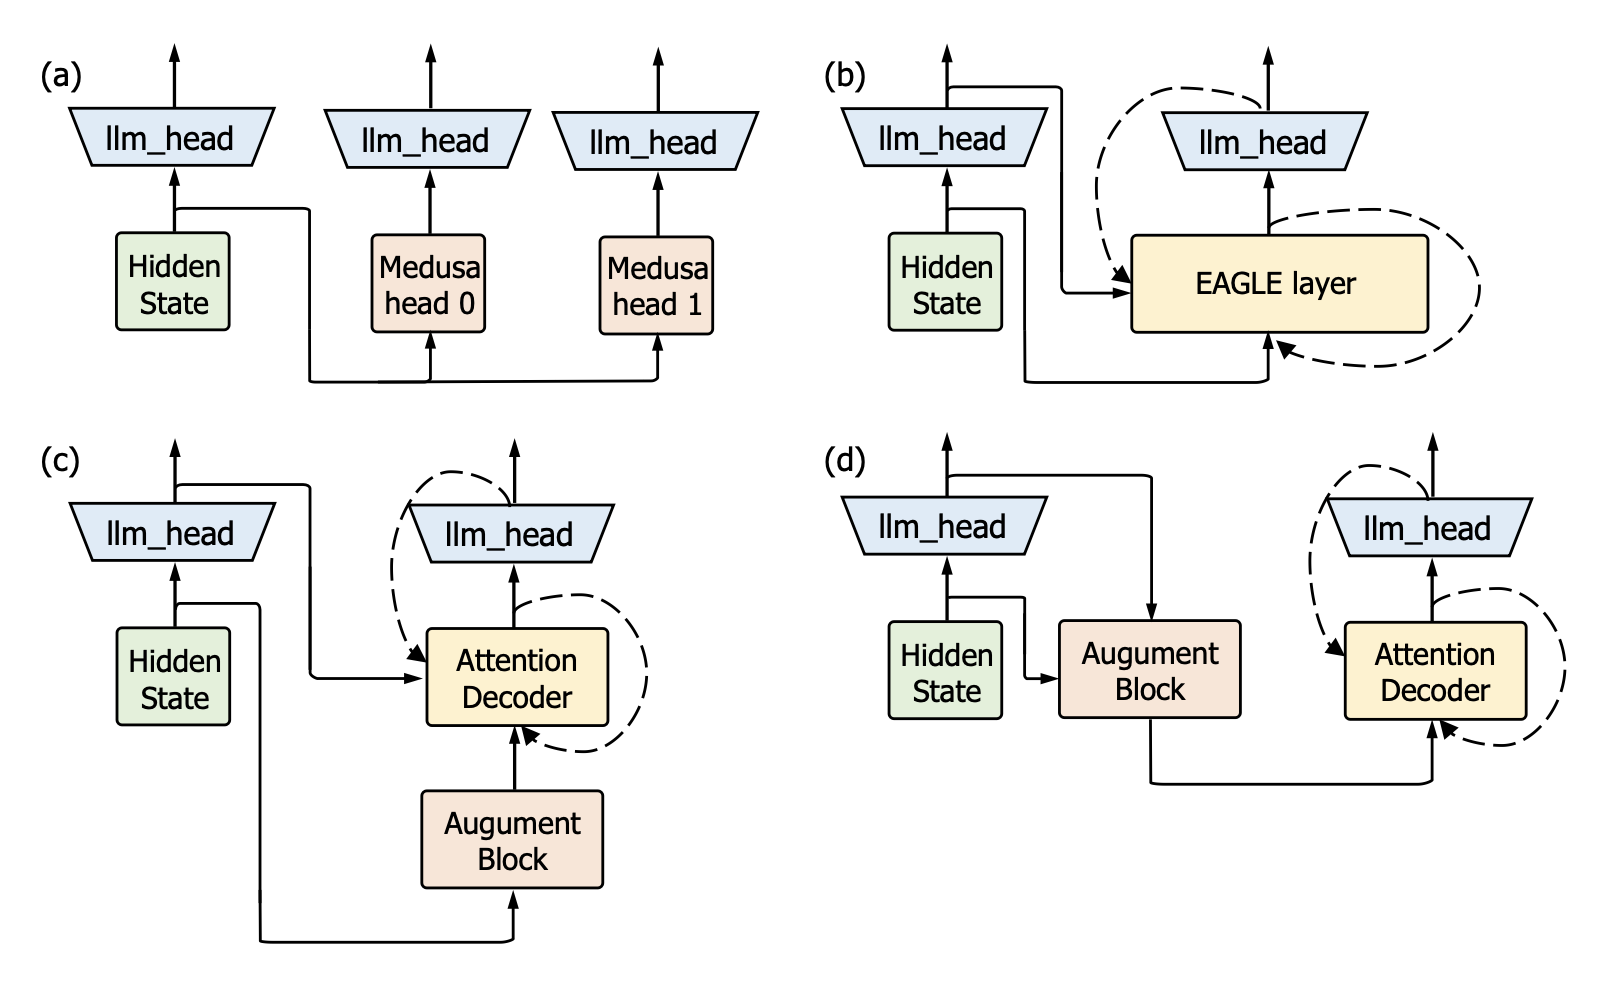 (a)
llm_head
llm_head
llm_head
Hidden
State
Medusa
head 0
Medusa
head 1
(b)
llm_head
llm_head
Hidden
State
EAGLE layer
(c)
llm_head
llm_head
Hidden
State
Attention
Decoder
Augument
Block
(d)
llm_head
llm_head
Hidden
State
Augument
Block
Attention
Decoder